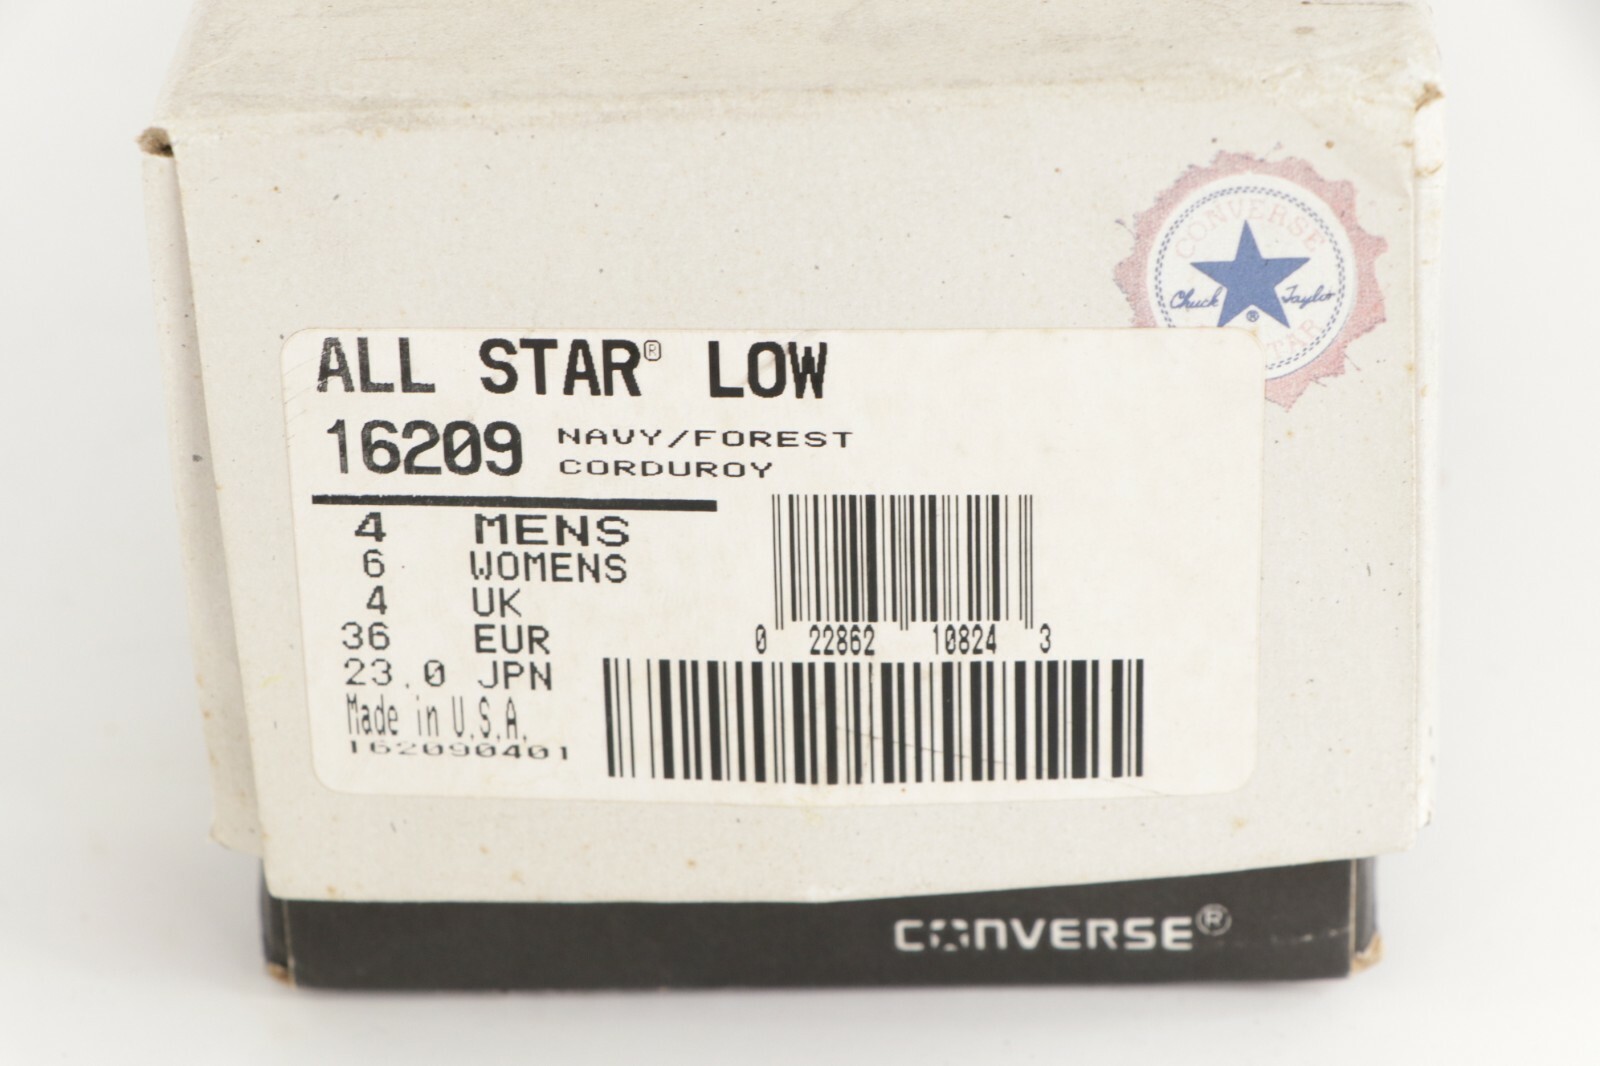 CONVERSE
Chuck Taylor
®
STAR
ALL STAR® LOW
16209 NAVY/FOREST
CORDUROY
4 MENS
6 WOMENS
4 UK
36 EUR
23.0 JPN
Made in U.S.A.
162090401
0 22862 10824 3
CONVERSE®